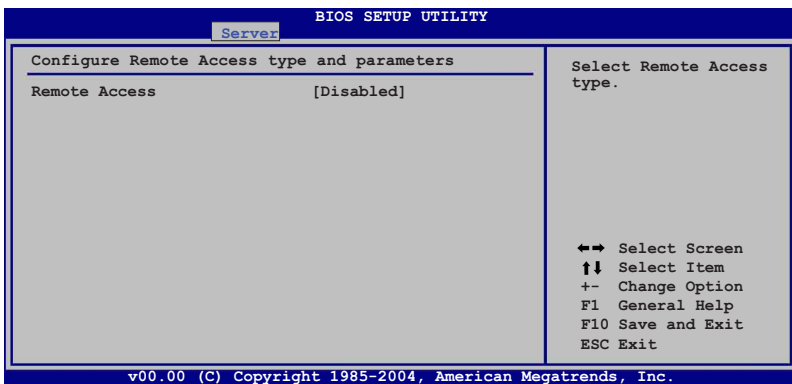 BIOS SETUP UTILITY
Server
Configure Remote Access type and parameters
Remote Access [Disabled]
Select Remote Access
type.
←→ Select Screen
↑↓ Select Item
+- Change Option
F1 General Help
F10 Save and Exit
ESC Exit
v00.00 (C) Copyright 1985-2004, American Megatrends, Inc.